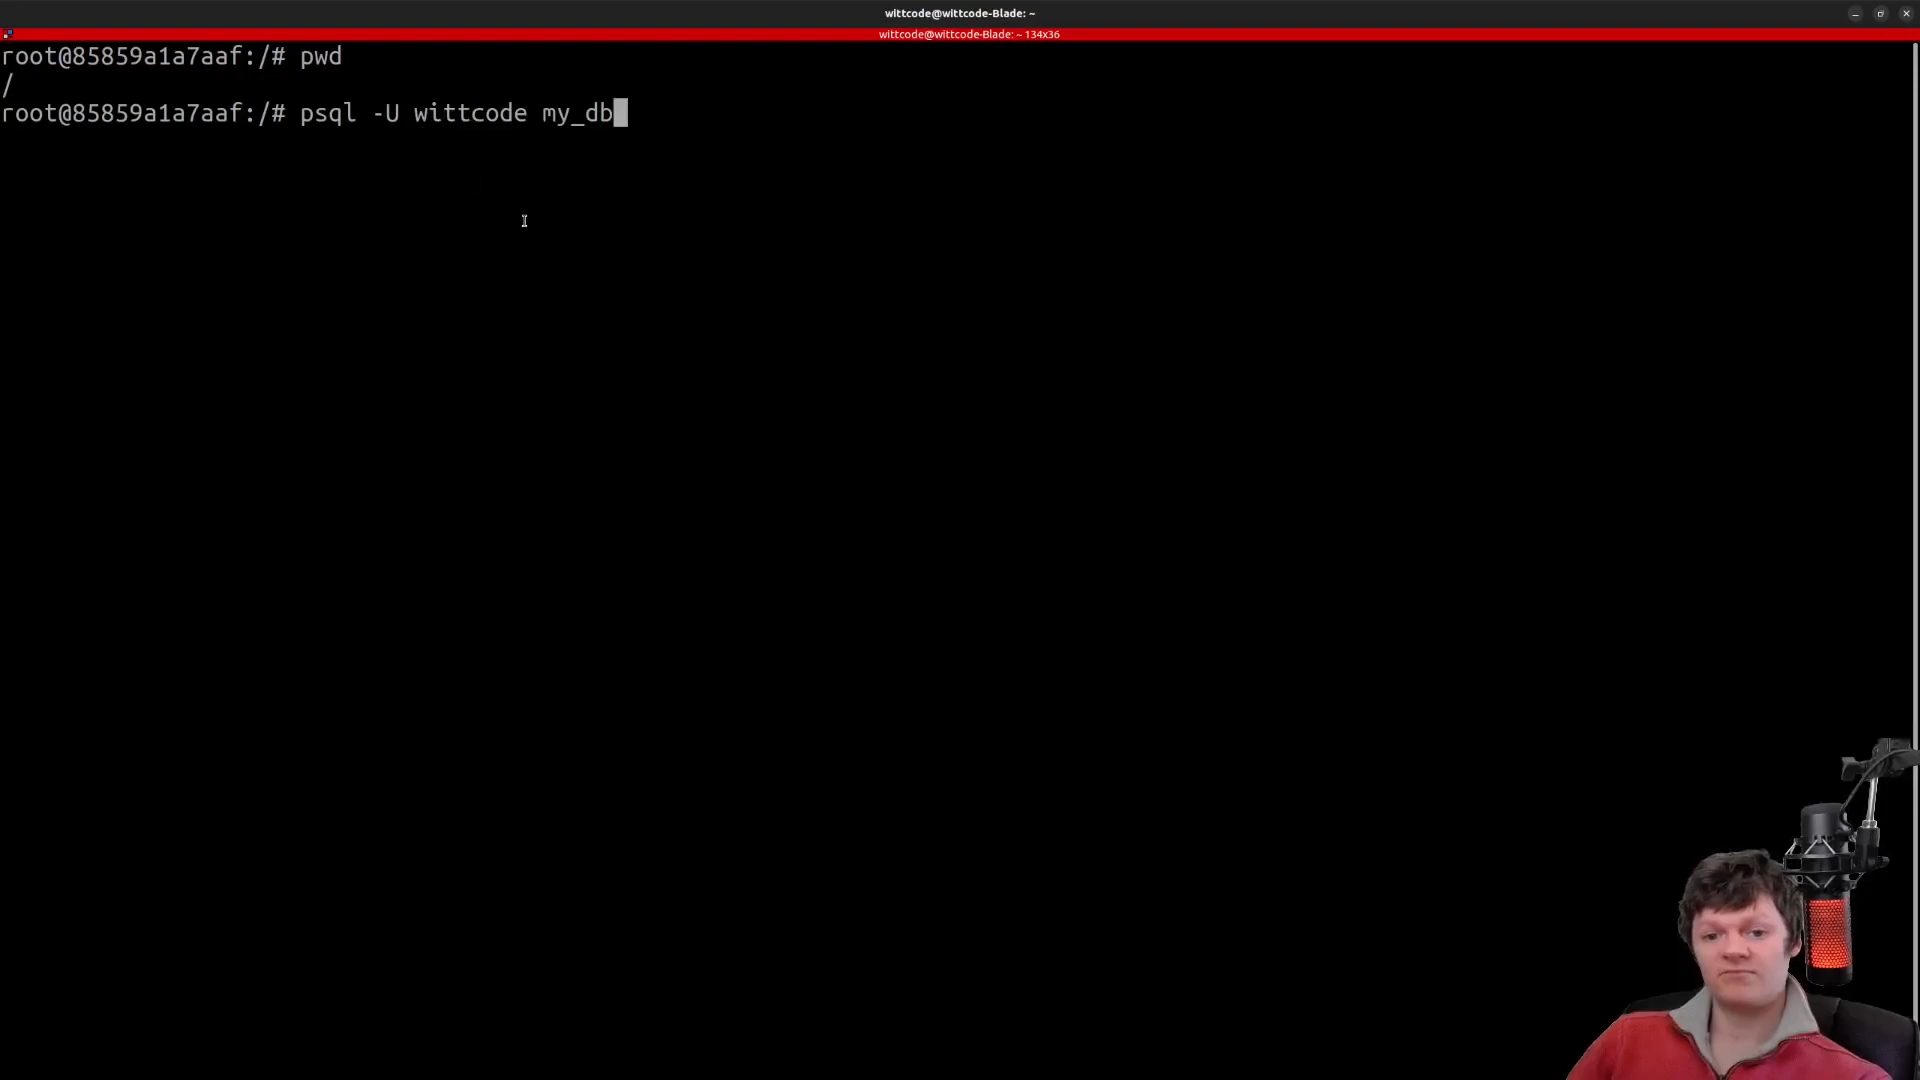 wittcode@wittcode-Blade: ~
wittcode@wittcode-Blade: ~ 134x36
root@85859a1a7aaf:/# pwd
/
root@85859a1a7aaf:/# psql -U wittcode my_db